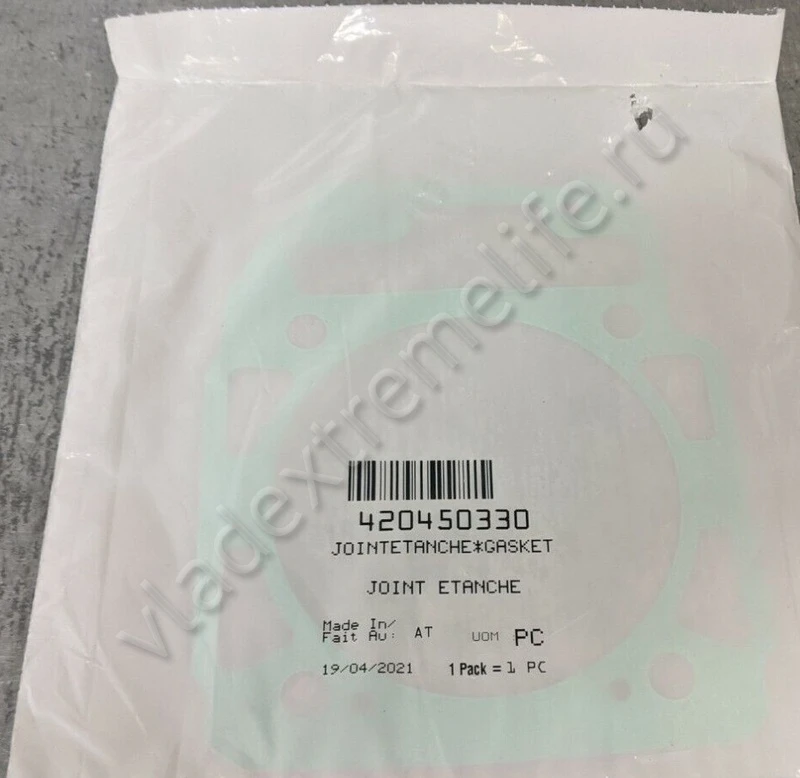 vladextremelife.ru
420450330
JOINTETANCHE*GASKET
JOINT ETANCHE
Made In/
Fait Au: AT UOM PC
19/04/2021 1 Pack = 1 PC